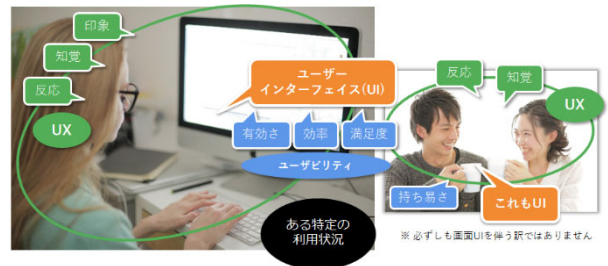 印象
知覚
反応
UX
ユーザー
インターフェイス(UI)
有効さ
効率
満足度
ユーザビリティ
ある特定の
利用状況
反応
知覚
UX
持ち易さ
これもUI
※ 必ずしも画面UIを伴う訳ではありません